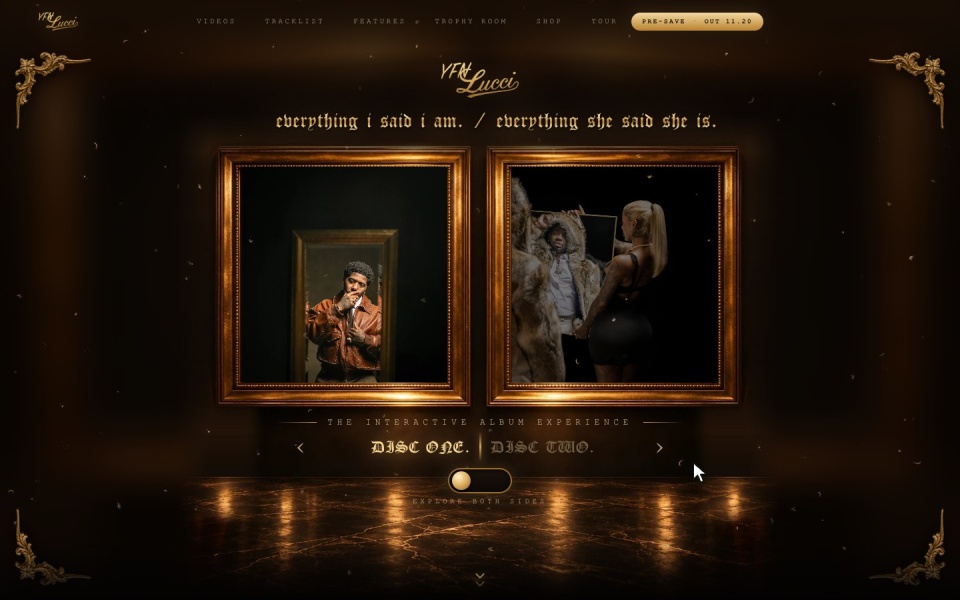 YFN Lucci
VIDEOS TRACKLIST FEATURES TROPHY ROOM SHOP TOUR PRE-SAVE · OUT 11.20
YFN Lucci
everything i said i am. / everything she said she is.
THE INTERACTIVE ALBUM EXPERIENCE
‹ DISC ONE. DISC TWO. ›
EXPLORE BOTH SIDES